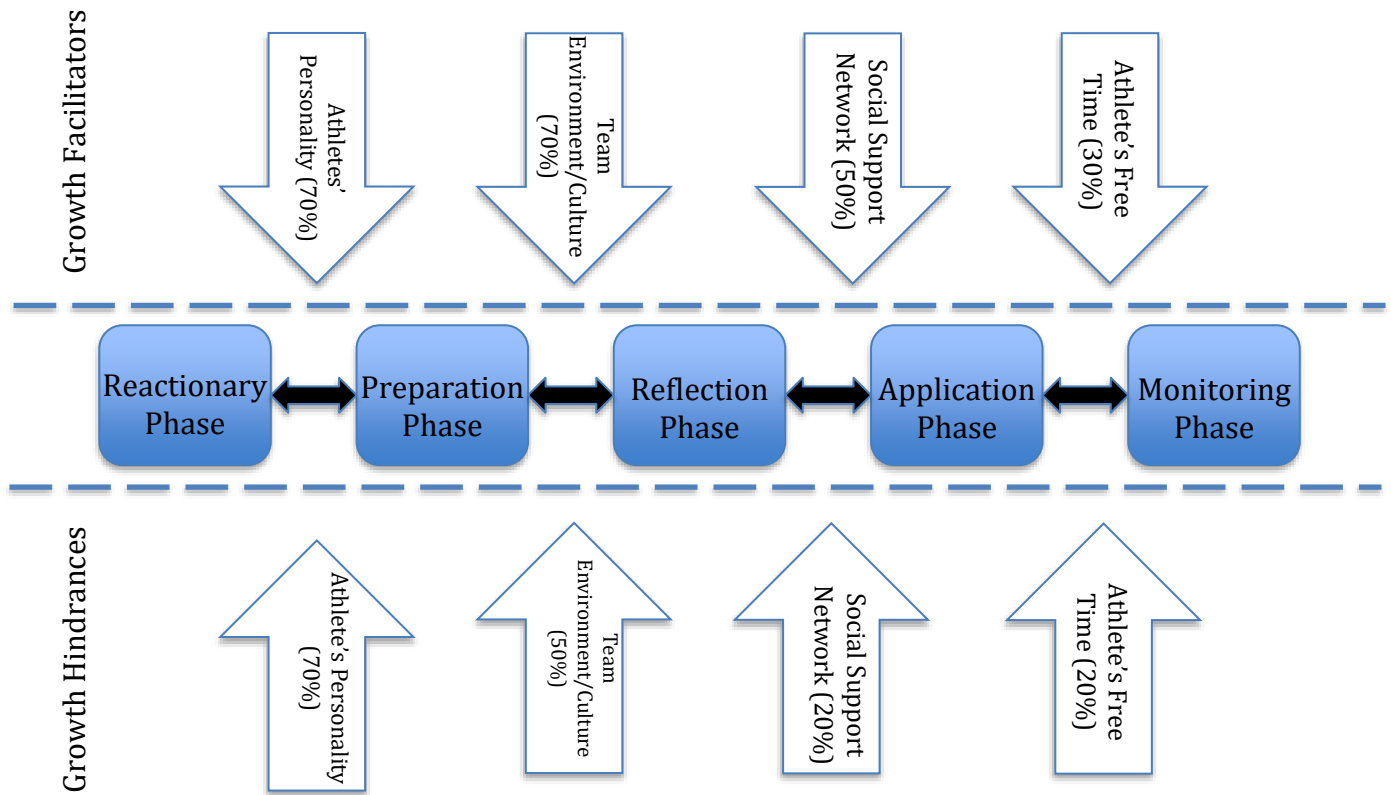 Growth Facilitators
Athletes’
Personality (70%)
Team
Environment/Culture
(70%)
Social Support
Network (50%)
Athlete’s Free
Time (30%)
Reactionary
Phase
Preparation
Phase
Reflection
Phase
Application
Phase
Monitoring
Phase
Growth Hindrances
Athlete’s Personality
(70%)
Team
Environment/Culture
(50%)
Social Support
Network (20%)
Athlete’s Free
Time (20%)